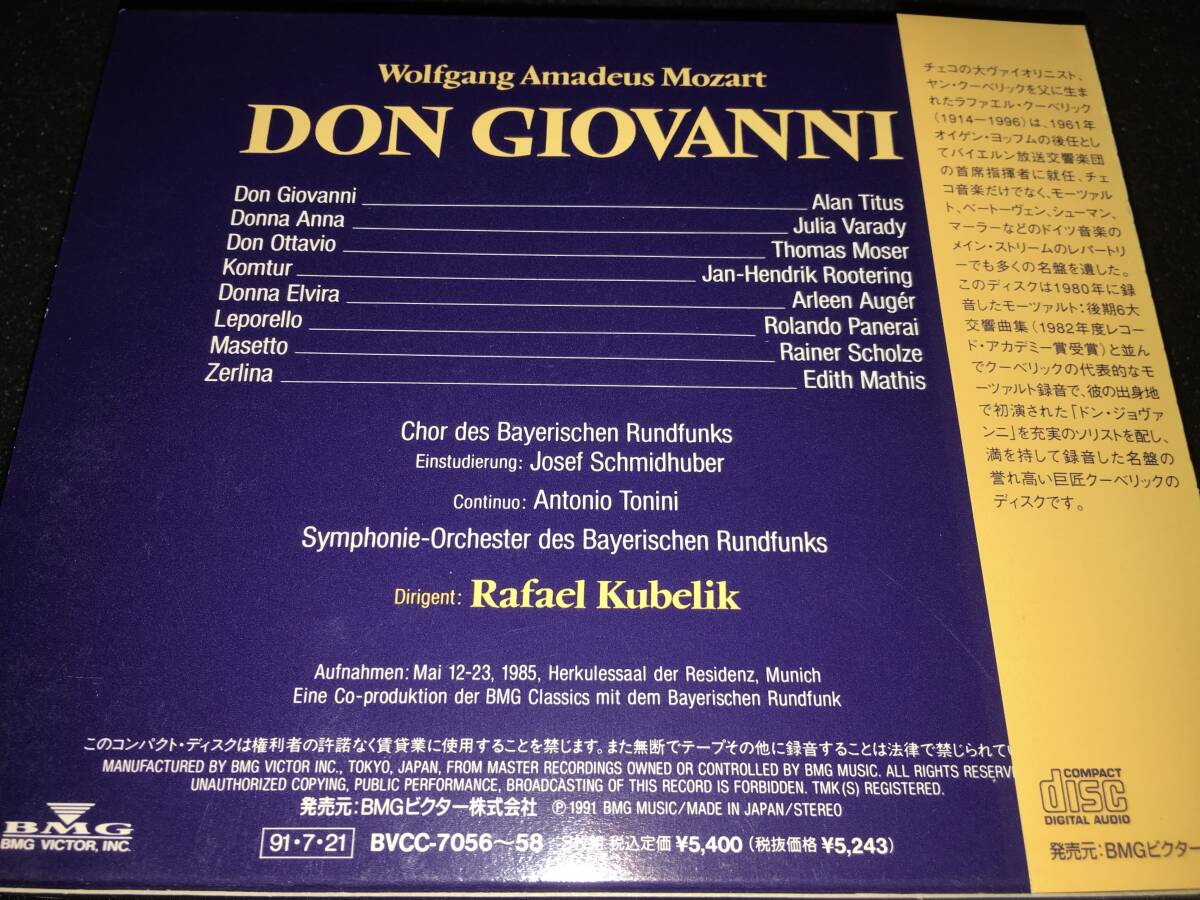 Wolfgang Amadeus Mozart
DON GIOVANNI
Don Giovanni Alan Titus
Donna Anna Julia Varady
Don Ottavio Thomas Moser
Komtur Jan-Hendrik Rootering
Donna Elvira Arleen Augér
Leporello Rolando Panerai
Masetto Rainer Scholze
Zerlina Edith Mathis
Chor des Bayerischen Rundfunks
Einstudierung: Josef Schmidhuber
Continuo: Antonio Tonini
Symphonie-Orchester des Bayerischen Rundfunks
Dirigent: Rafael Kubelik
Aufnahmen: Mai 12-23, 1985, Herkulessaal der Residenz, Munich
Eine Co-produktion der BMG Classics mit dem Bayerischen Rundfunk
このコンパクト・ディスクは権利者の許諾なく賃貸業に使用することを禁じます。また無断でテープその他に録音することは法律で禁じられてい
MANUFACTURED BY BMG VICTOR INC., TOKYO, JAPAN, FROM MASTER RECORDINGS OWNED OR CONTROLLED BY BMG MUSIC. ALL RIGHTS RESERVE
UNAUTHORIZED COPYING, PUBLIC PERFORMANCE, BROADCASTING OF THIS RECORD IS FORBIDDEN. TMK(S) REGISTERED.
発売元:BMGビクター株式会社 ℗ 1991 BMG MUSIC/MADE IN JAPAN/STEREO
BMG
BMG VICTOR, INC.
91・7・21 BVCC-7056〜58 税込定価 ¥5,400 (税抜価格 ¥5,243)
チェコの大ヴァイオリニスト、
ヤン・クーベリックを父に生ま
れたラファエル・クーベリック
(1914—1996)は、1961年
オイゲン・ヨッフムの後任とし
てバイエルン放送交響楽団
の首席指揮者に就任、チェ
コ音楽だけでなく、モーツァル
ト、ベートーヴェン、シューマン、
マーラーなどのドイツ音楽の
メイン・ストリームのレパートリ
ーでも多くの名盤を遺した。
このディスクは1980年に録
音したモーツァルト:後期6大
交響曲集(1982年度レコー
ド・アカデミー賞受賞)と並ん
でクーベリックの代表的なモ
ーツァルト録音で、彼の出身地
で初演された「ドン・ジョヴァ
ンニ」を充実のソリストを配し、
満を持して録音した名盤の
誉れ高い巨匠クーベリックの
ディスクです。
COMPACT
disc
DIGITAL AUDIO
発売元:BMGビクター